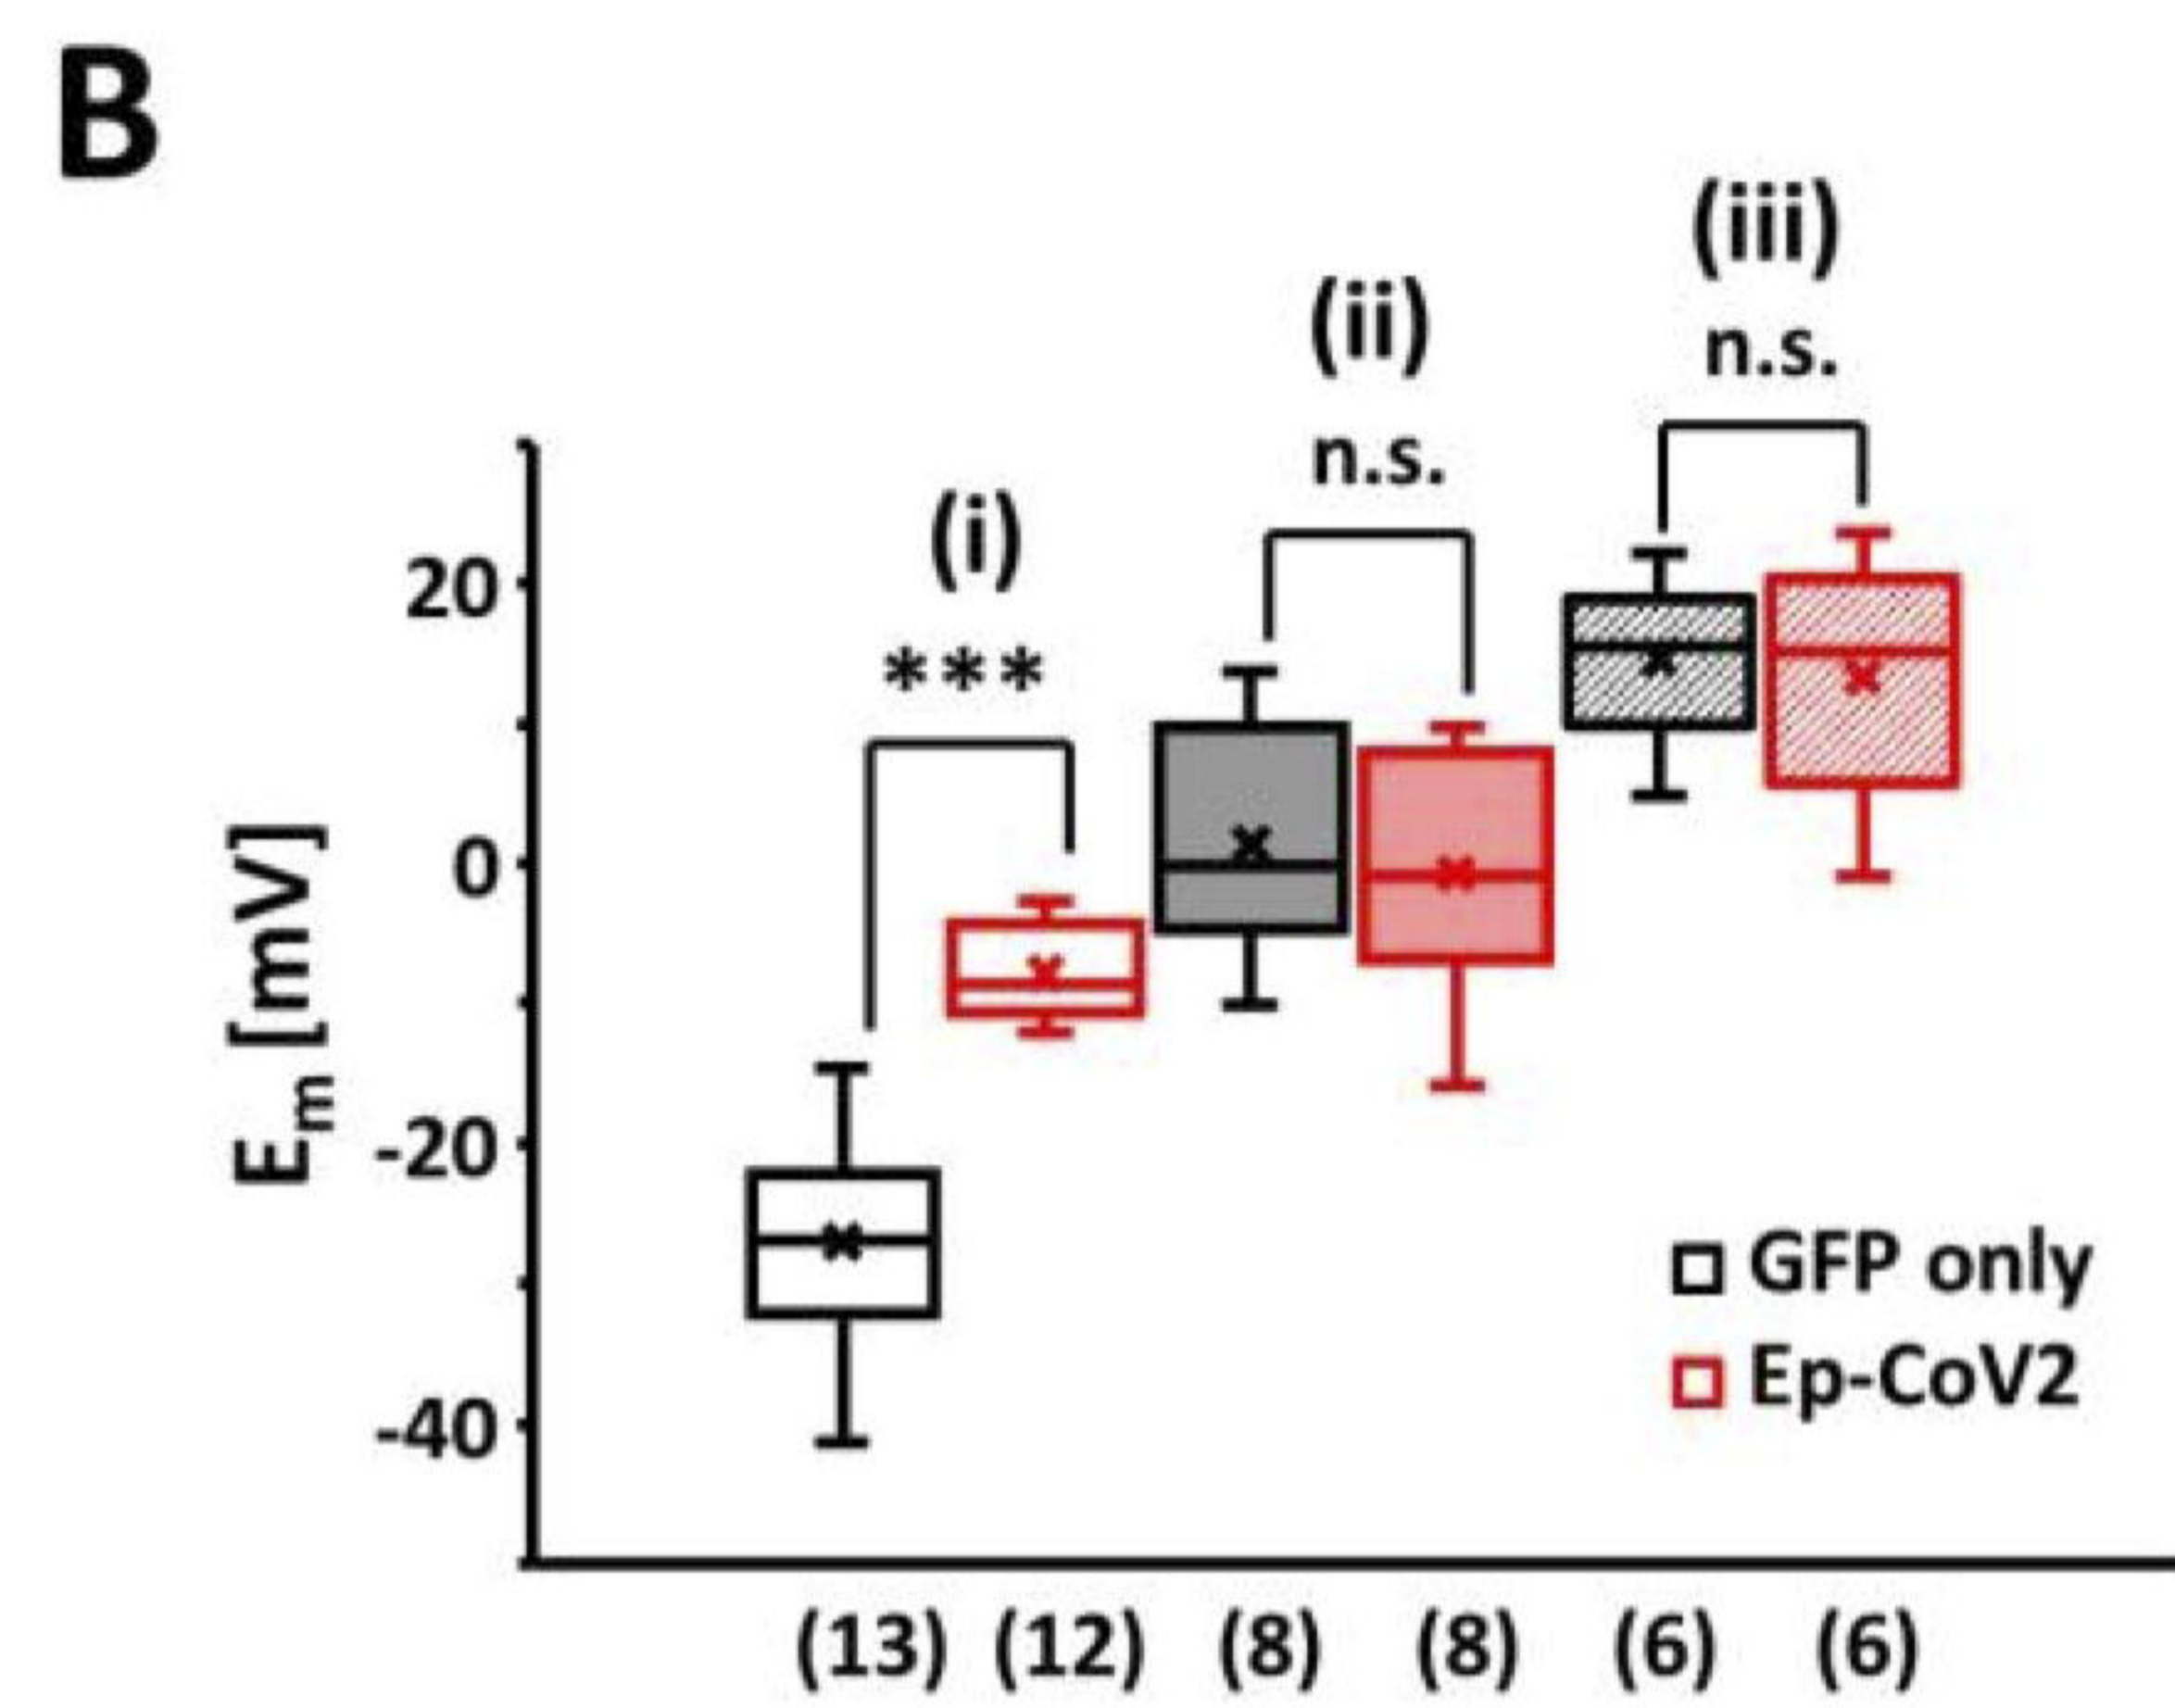 B
(iii)
n.s.
(ii)
n.s.
(i)
***
20
0
-20
-40
Em [mV]
GFP only
Ep-CoV2
(13) (12) (8) (8) (6) (6)